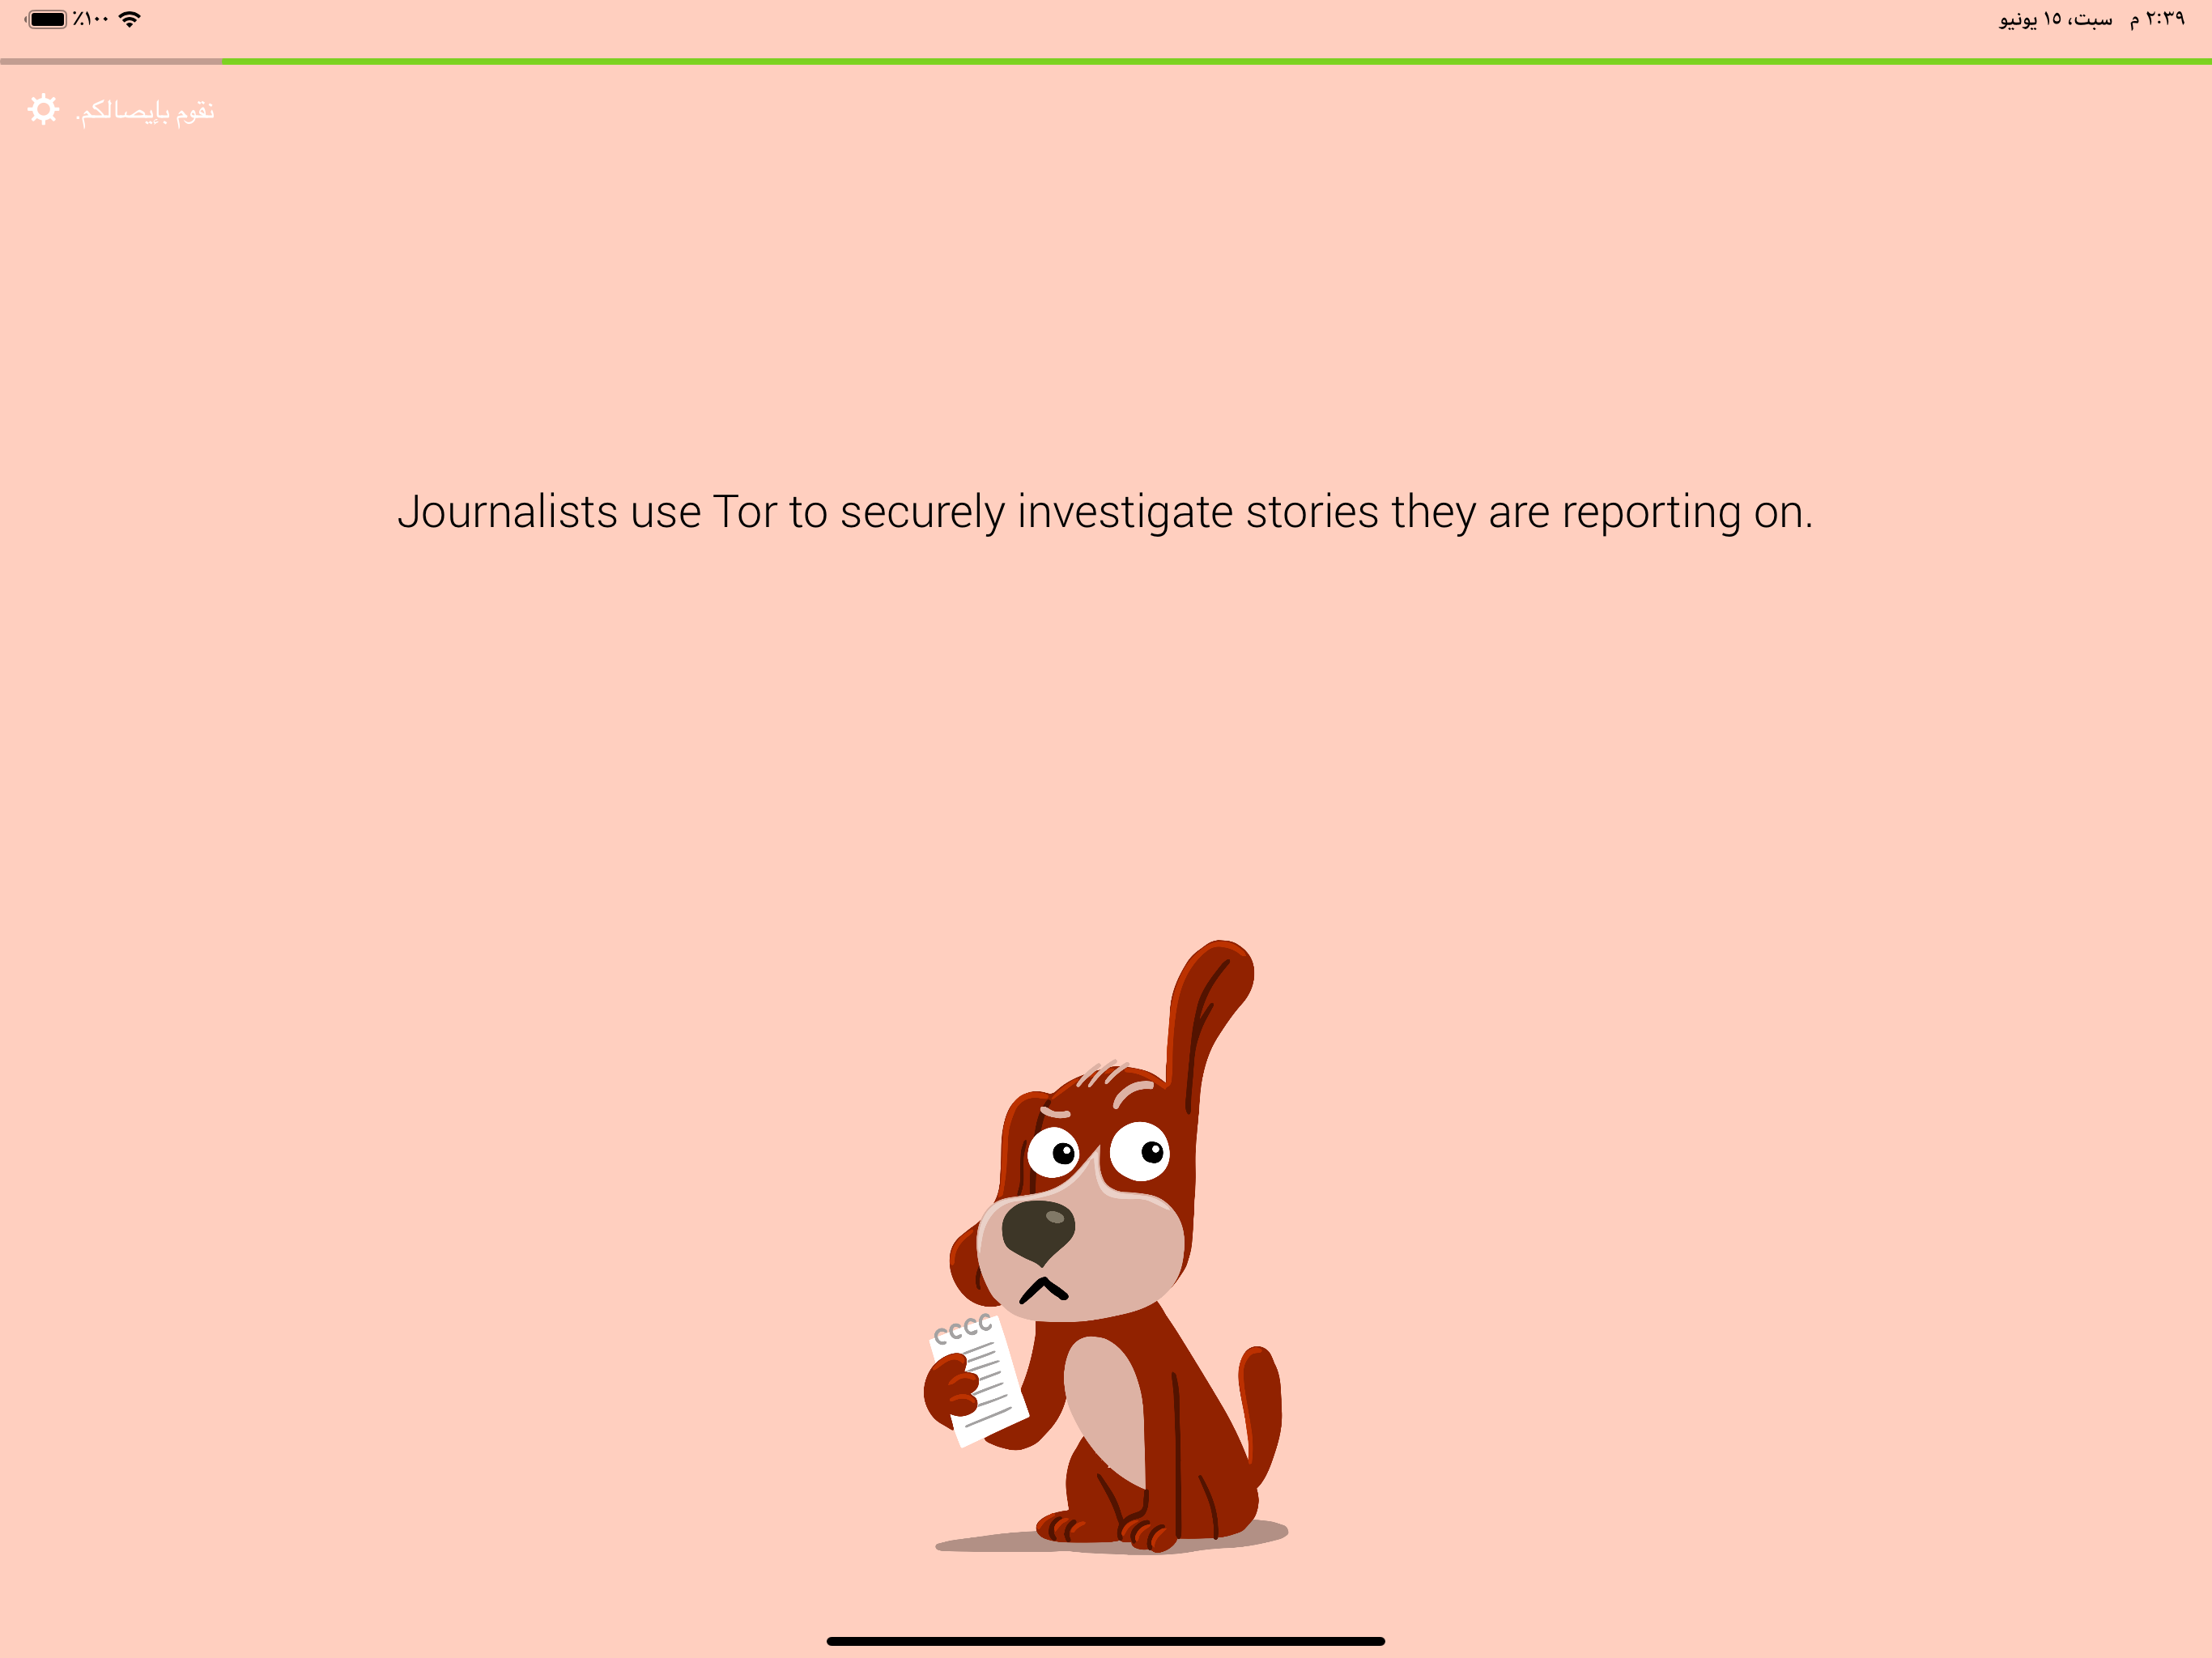 ٢:٣٩ م سبت، ١٥ يونيو
٪١٠٠
نقوم بإيصالكم.
Journalists use Tor to securely investigate stories they are reporting on.